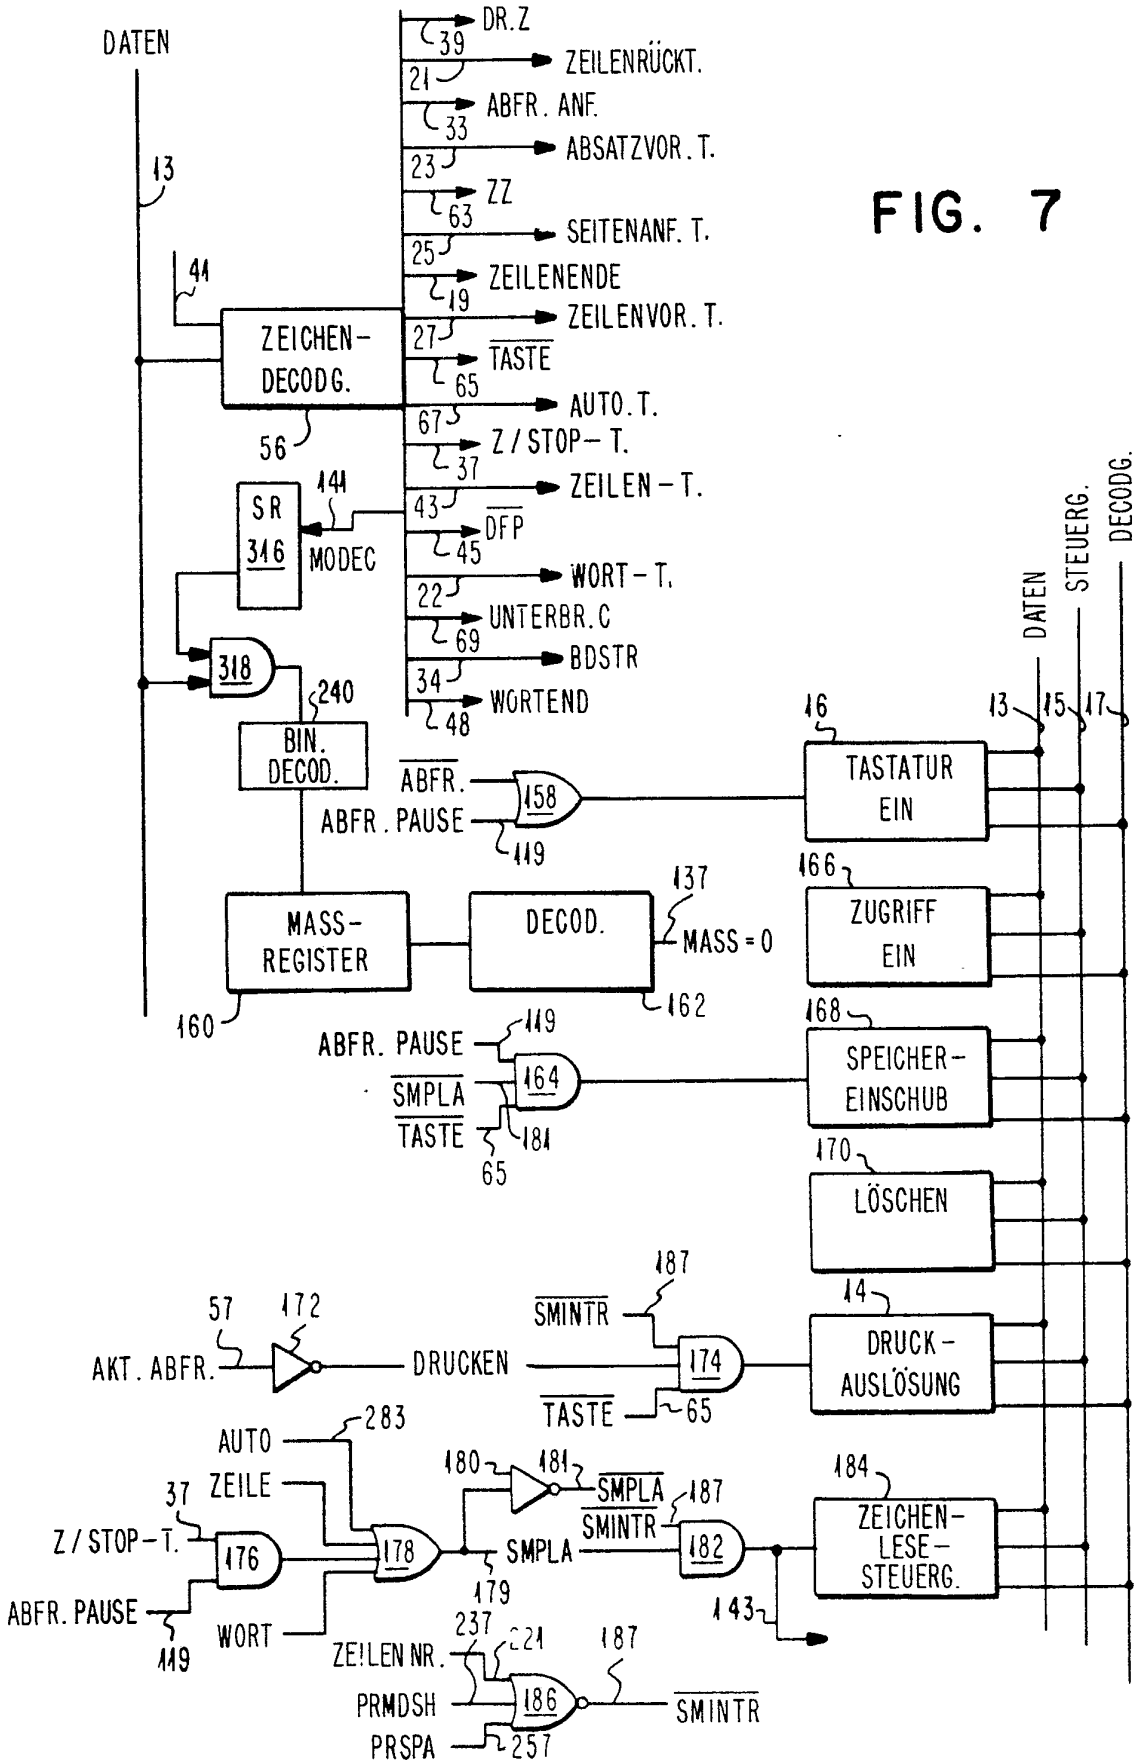 DATEN
13
41
DR.Z
39
ZEILENRÜCKT.
21
ABFR. ANF.
33
ABSATZVOR. T.
23
ZZ
63
SEITENANF. T.
25
ZEILENENDE
19
ZEILENVOR. T.
27
TASTE
65
AUTO. T.
67
Z/STOP-T.
37
ZEILEN-T.
43
DFP
45
WORT-T.
22
UNTERBR. C
69
BDSTR
34
WORTEND
48
FIG. 7
ZEICHEN-
DECODG.
56
SR
316
141
MODEC
318
240
BIN.
DECOD.
MASS-
REGISTER
160
DECOD.
162
137
MASS = 0
ABFR.
ABFR. PAUSE
119
158
DATEN
STEUERG.
DECODG.
13
15
17
16
TASTATUR
EIN
166
ZUGRIFF
EIN
ABFR. PAUSE
119
SMPLA
181
TASTE
65
164
168
SPEICHER-
EINSCHUB
170
LÖSCHEN
AKT. ABFR.
57
172
DRUCKEN
SMINTR
187
TASTE
65
174
14
DRUCK-
AUSLÖSUNG
AUTO
283
ZEILE
37
Z/STOP-T.
176
ABFR. PAUSE
119
WORT
178
180
181
SMPLA
SMPLA
179
SMINTR
187
182
143
184
ZEICHEN-
LESE-
STEUERG.
ZEILEN NR.
221
PRMDSH
237
PRSPA
257
186
187
SMINTR